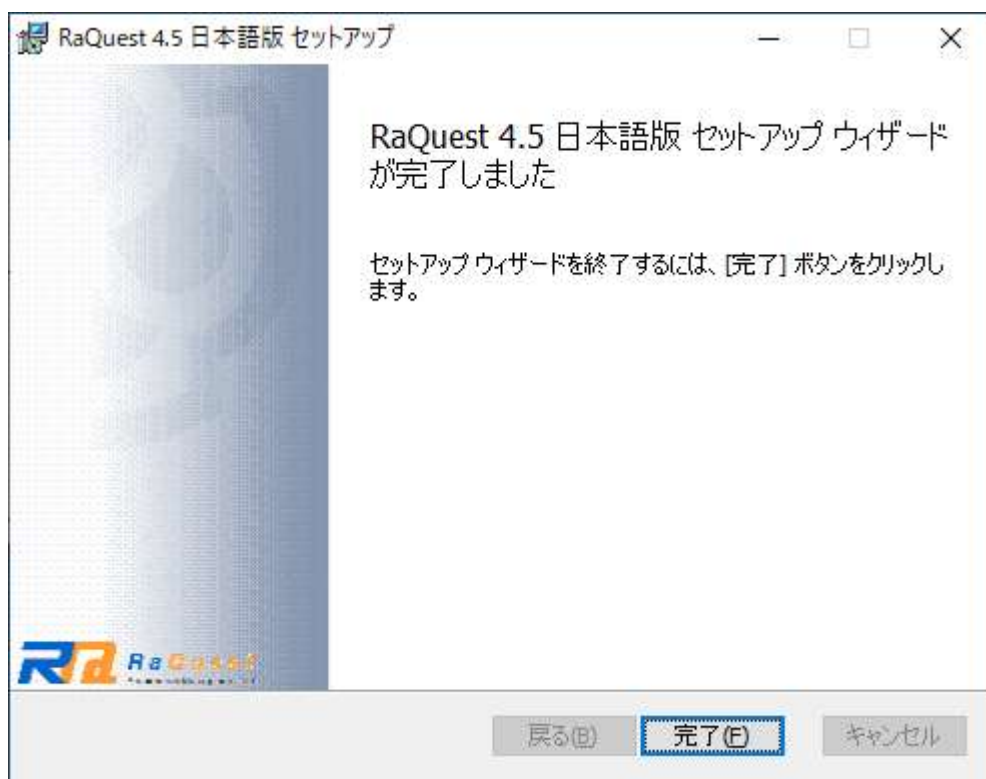 RaQuest 4.5 日本語版 セットアップ
RaQuest 4.5 日本語版 セットアップ ウィザード
が完了しました
セットアップ ウィザードを終了するには、[完了] ボタンをクリックし
ます。
Ra RaQuest
戻る(B) 完了(F) キャンセル